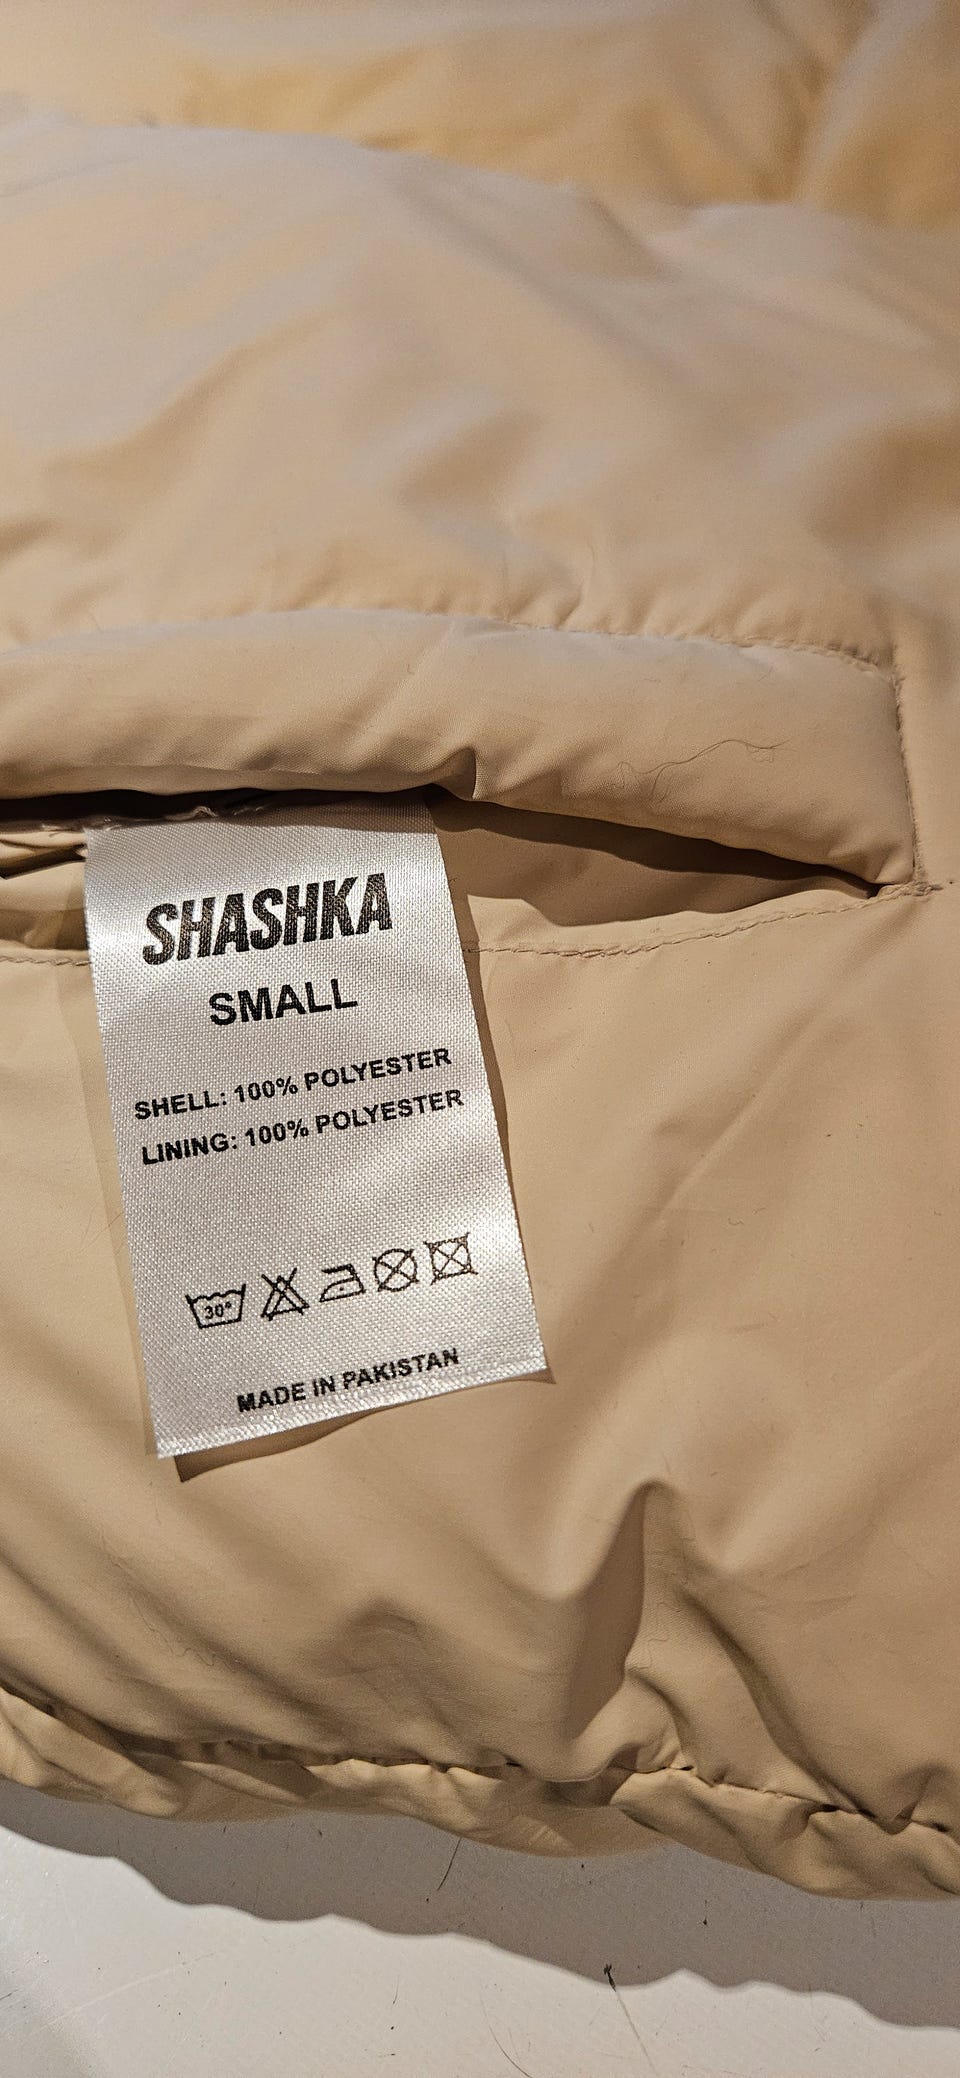 SHASHKA
SMALL
SHELL: 100% POLYESTER
LINING: 100% POLYESTER
30°
MADE IN PAKISTAN